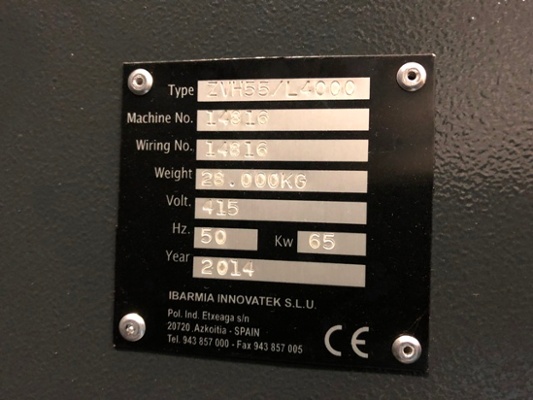 Type ZVH55/L4000
Machine No. 14816
Wiring No. 14816
Weight 28.000KG
Volt. 415
Hz. 50 Kw 65
Year 2014
IBARMIA INNOVATEK S.L.U.
Pol. Ind. Etxeaga s/n
20720 Azkoitia - SPAIN
Tel. 943 857 000 - Fax 943 857 005
CE